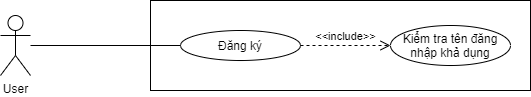 Đăng ký
<<include>>
Kiểm tra tên đăng
nhập khả dụng
User